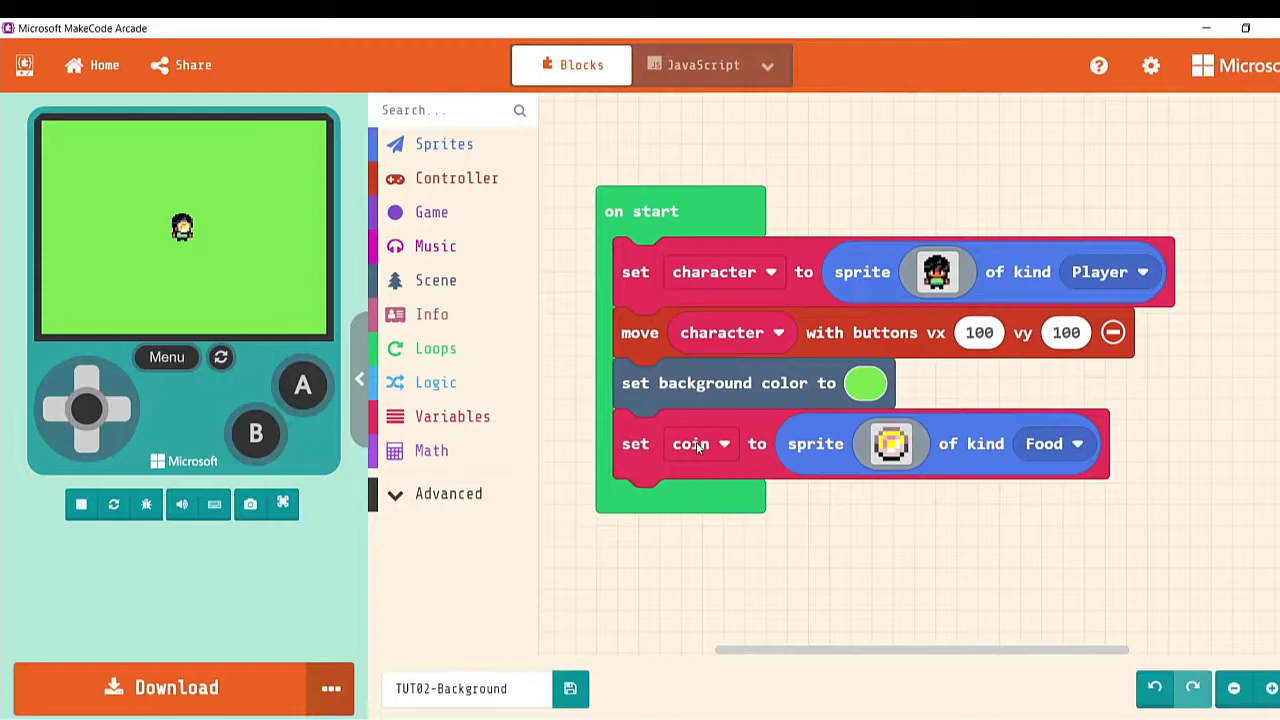 Microsoft MakeCode Arcade
Home
Share
Blocks
JavaScript
Search...
Sprites
Controller
Game
Music
Scene
Info
Loops
Logic
Variables
Math
Advanced
Menu
A
B
Microsoft
Download
on start
set character to sprite of kind Player
move character with buttons vx 100 vy 100
set background color to
set coin to sprite of kind Food
TUT02-Background